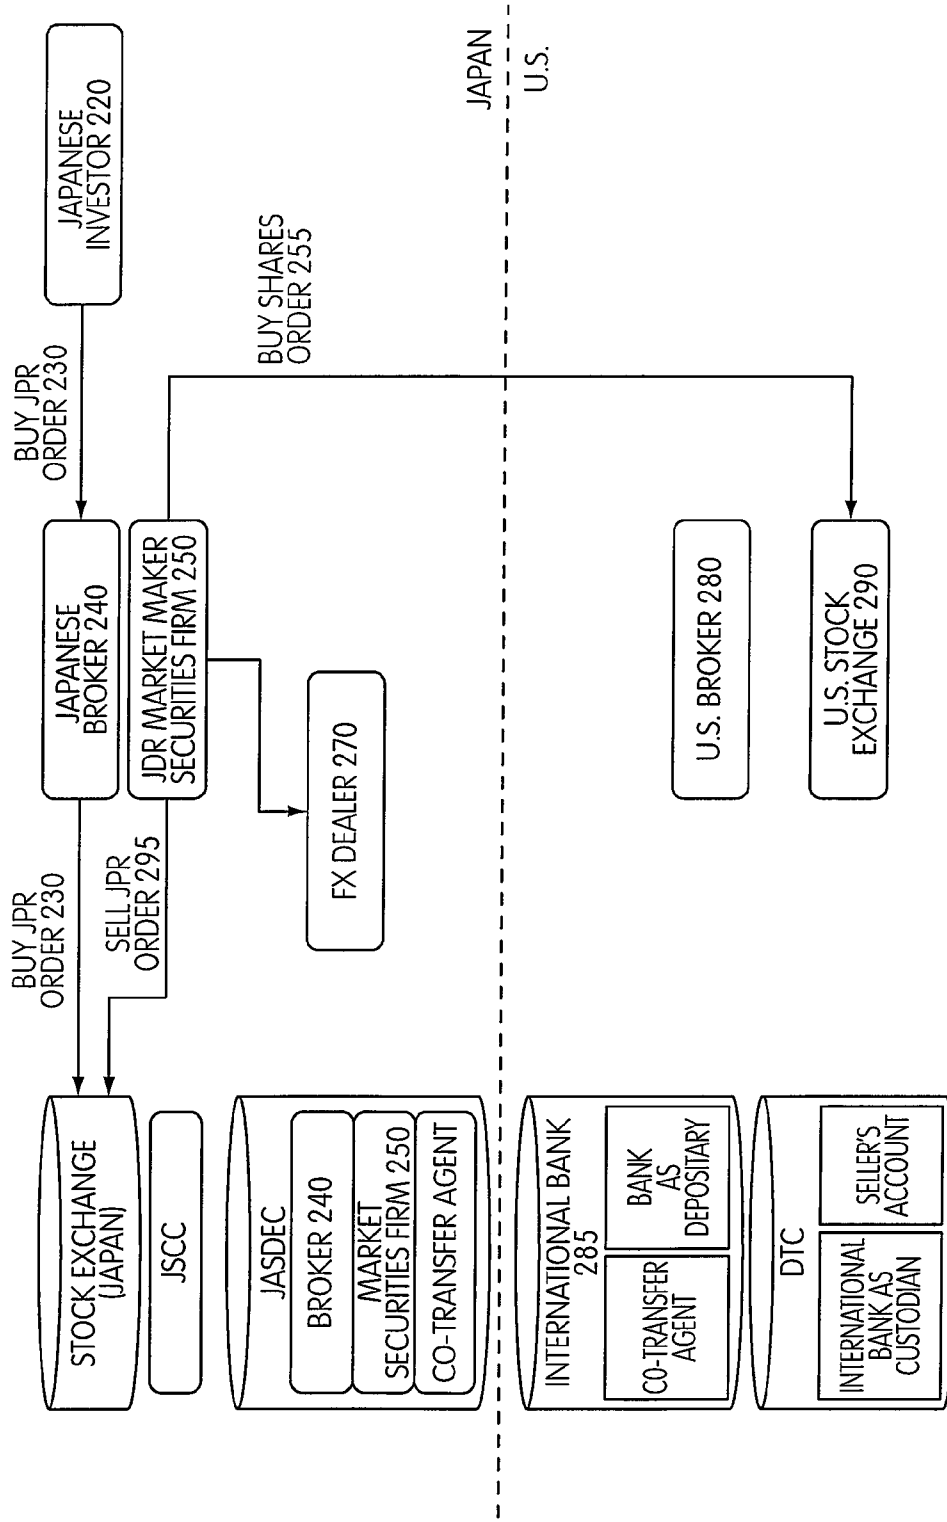 JAPANESE
INVESTOR 220
BUY JPR
ORDER 230
JAPANESE
BROKER 240
BUY JPR
ORDER 230
STOCK EXCHANGE
(JAPAN)
JDR MARKET MAKER
SECURITIES FIRM 250
SELL JPR
ORDER 295
BUY SHARES
ORDER 255
JSCC
FX DEALER 270
JASDEC
BROKER 240
MARKET
SECURITIES FIRM 250
CO-TRANSFER AGENT
JAPAN
U.S.
INTERNATIONAL BANK
285
CO-TRANSFER
AGENT
BANK
AS
DEPOSITARY
U.S. BROKER 280
DTC
INTERNATIONAL
BANK AS
CUSTODIAN
SELLER'S
ACCOUNT
U.S. STOCK
EXCHANGE 290